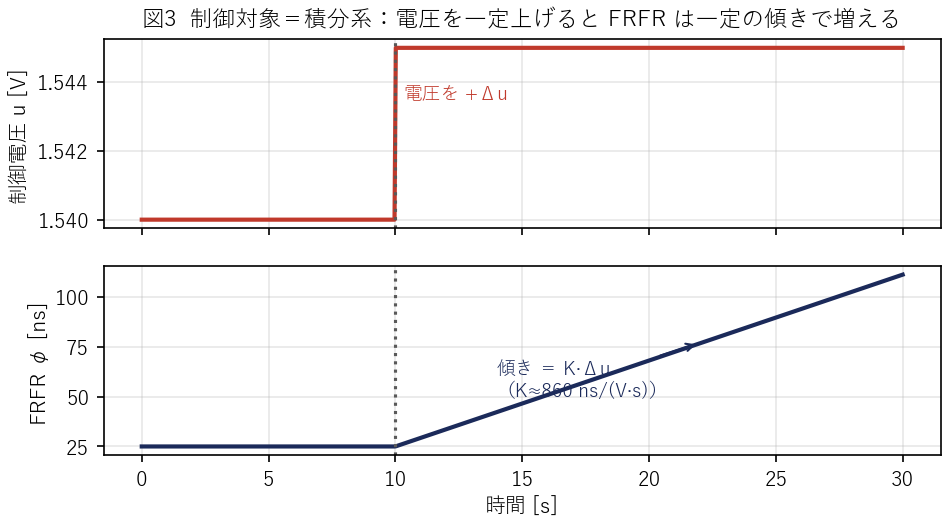 図3 制御対象＝積分系：電圧を一定上げると FRFR は一定の傾きで増える
制御電圧 u [V]
1.544
1.542
1.540
電圧を +Δu
FRFR φ [ns]
100
75
50
25
傾き = K·Δu
(K≈860 ns/(V·s))
0 5 10 15 20 25 30
時間 [s]